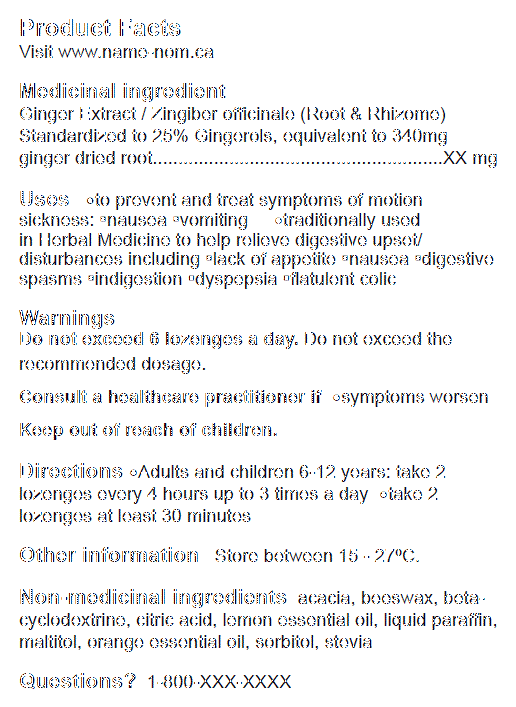 Product Facts
Visit www.name-nom.ca
Medicinal ingredient
Ginger Extract / Zingiber officinale (Root & Rhizome)
Standardized to 25% Gingerols, equivalent to 340mg
ginger dried root.........................................................XX mg
Uses ◦to prevent and treat symptoms of motion
sickness: ◦nausea ◦vomiting ◦traditionally used
in Herbal Medicine to help relieve digestive upset/
disturbances including ◦lack of appetite ◦nausea ◦digestive
spasms ◦indigestion ◦dyspepsia ◦flatulent colic
Warnings
Do not exceed 6 lozenges a day. Do not exceed the
recommended dosage.
Consult a healthcare practitioner if ◦symptoms worsen
Keep out of reach of children.
Directions ◦Adults and children 6-12 years: take 2
lozenges every 4 hours up to 3 times a day ◦take 2
lozenges at least 30 minutes
Other information Store between 15 - 27ºC.
Non-medicinal ingredients acacia, beeswax, beta-
cyclodextrine, citric acid, lemon essential oil, liquid paraffin,
maltitol, orange essential oil, sorbitol, stevia
Questions? 1-800-XXX-XXXX